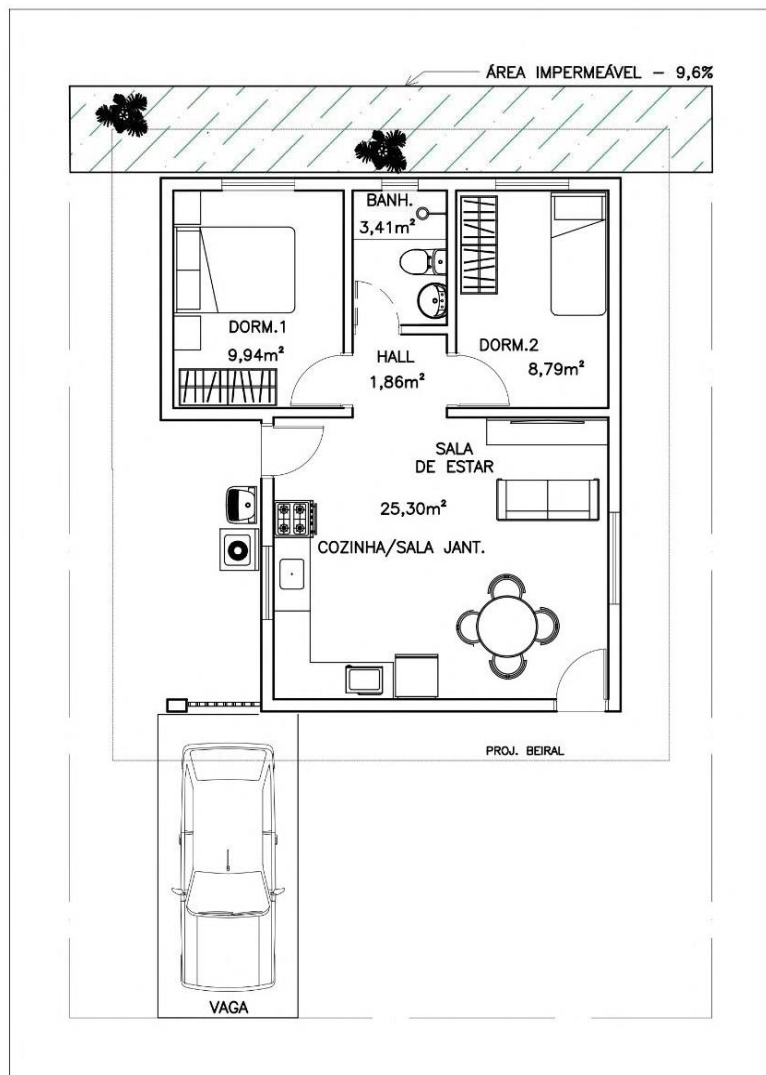 ÁREA IMPERMEÁVEL - 9,6%
BANH.
3,41m²
DORM.1
9,94m²
HALL
1,86m²
DORM.2
8,79m²
SALA
DE ESTAR
25,30m²
COZINHA/SALA JANT.
PROJ. BEIRAL
VAGA